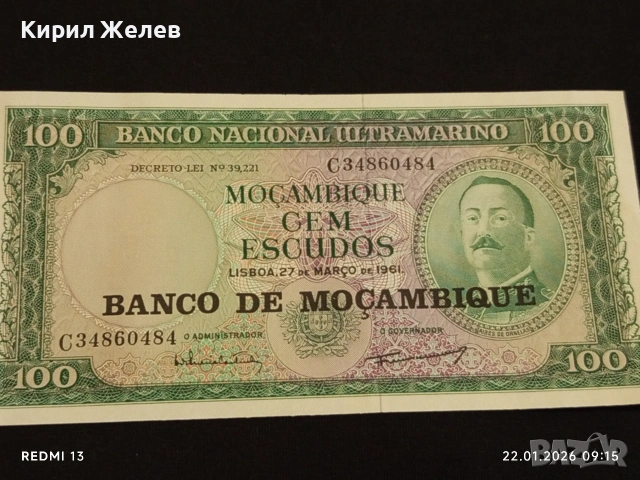 Кирил Желев
100 BANCO NACIONAL ULTRAMARINO 100
DECRETO-LEI Nº 39,221 C34860484
MOÇAMBIQUE
CEM
ESCUDOS
LISBOA, 27 DE MARÇO DE 1961.
BANCO DE MOÇAMBIQUE
C34860484 O ADMINISTRADOR O GOVERNADOR
100 100
REDMI 13 22.01.2026 09:15
BAZAR